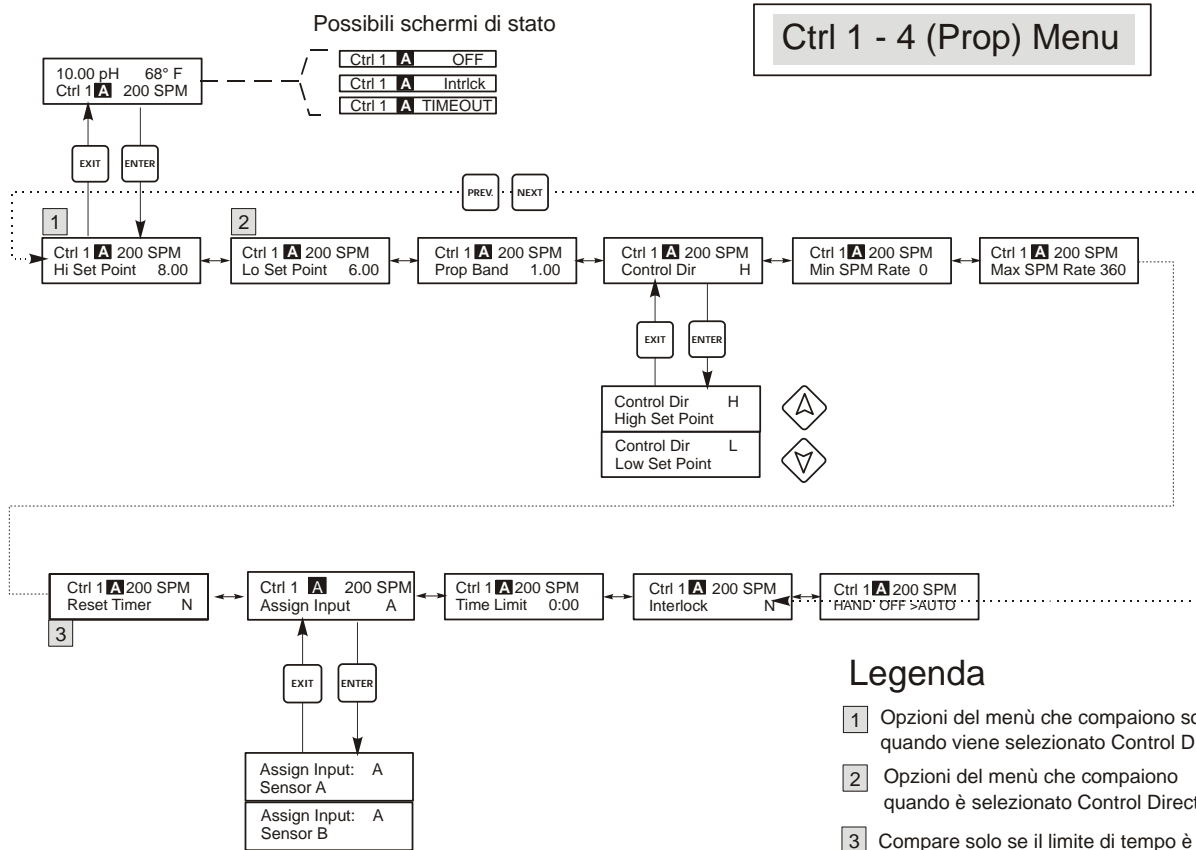 Possibili schermi di stato
Ctrl 1 - 4 (Prop) Menu
10.00 pH 68° F
Ctrl 1 A 200 SPM
Ctrl 1 A OFF
Ctrl 1 A Intrlck
Ctrl 1 A TIMEOUT
EXIT ENTER
PREV. NEXT
1 2
Ctrl 1 A 200 SPM
Hi Set Point 8.00
Ctrl 1 A 200 SPM
Lo Set Point 6.00
Ctrl 1 A 200 SPM
Prop Band 1.00
Ctrl 1 A 200 SPM
Control Dir H
Ctrl 1 A 200 SPM
Min SPM Rate 0
Ctrl 1 A 200 SPM
Max SPM Rate 360
EXIT ENTER
Control Dir H
High Set Point
Control Dir L
Low Set Point
Ctrl 1 A 200 SPM
Reset Timer N
3
Ctrl 1 A 200 SPM
Assign Input A
Ctrl 1 A 200 SPM
Time Limit 0:00
Ctrl 1 A 200 SPM
Interlock N
Ctrl 1 A 200 SPM
HAND OFF >AUTO
EXIT ENTER
Assign Input: A
Sensor A
Assign Input: A
Sensor B
Legenda
1 Opzioni del menù che compaiono
quando viene selezionato Control
2 Opzioni del menù che compaiono
quando è selezionato Control
3 Compare solo se il limite di tempo è